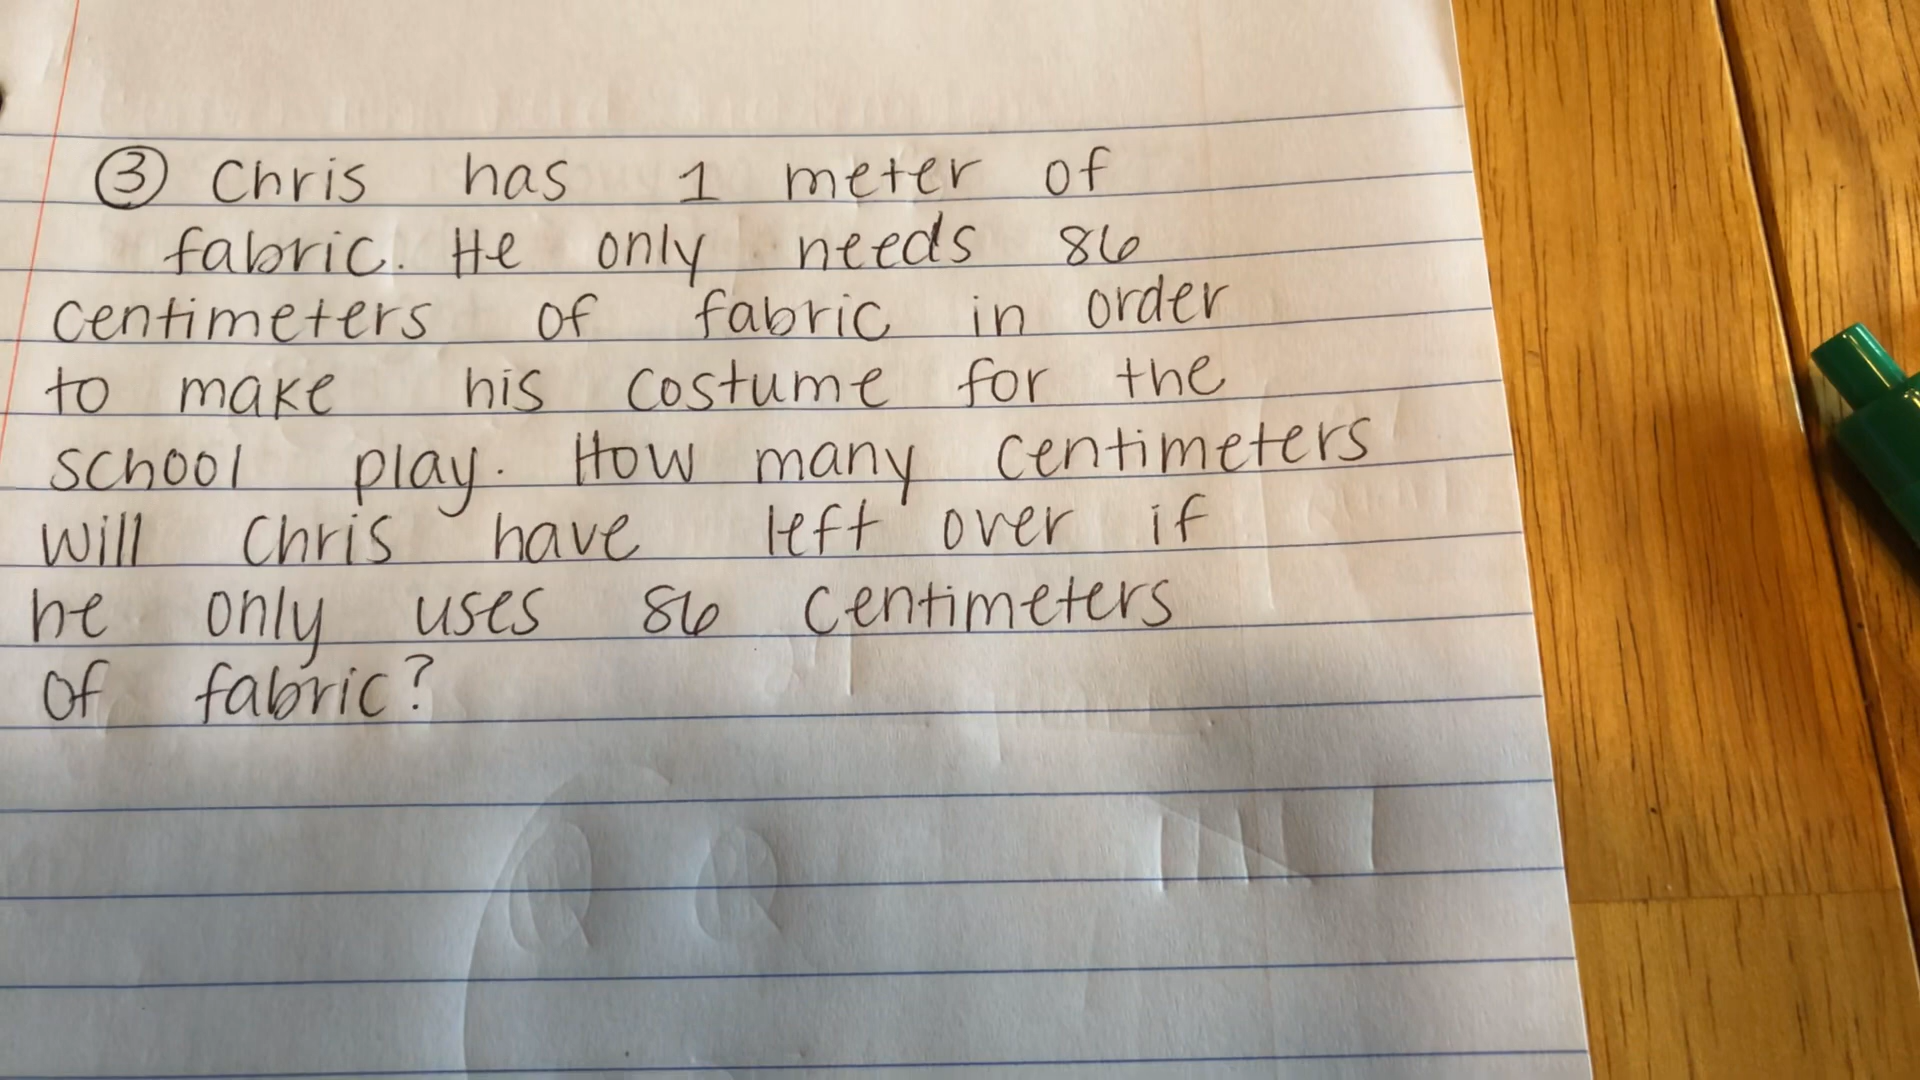 ③ Chris has 1 meter of
fabric. He only needs 86
centimeters of fabric in order
to make his costume for the
school play. How many centimeters
will Chris have left over if
he only uses 86 centimeters
of fabric?